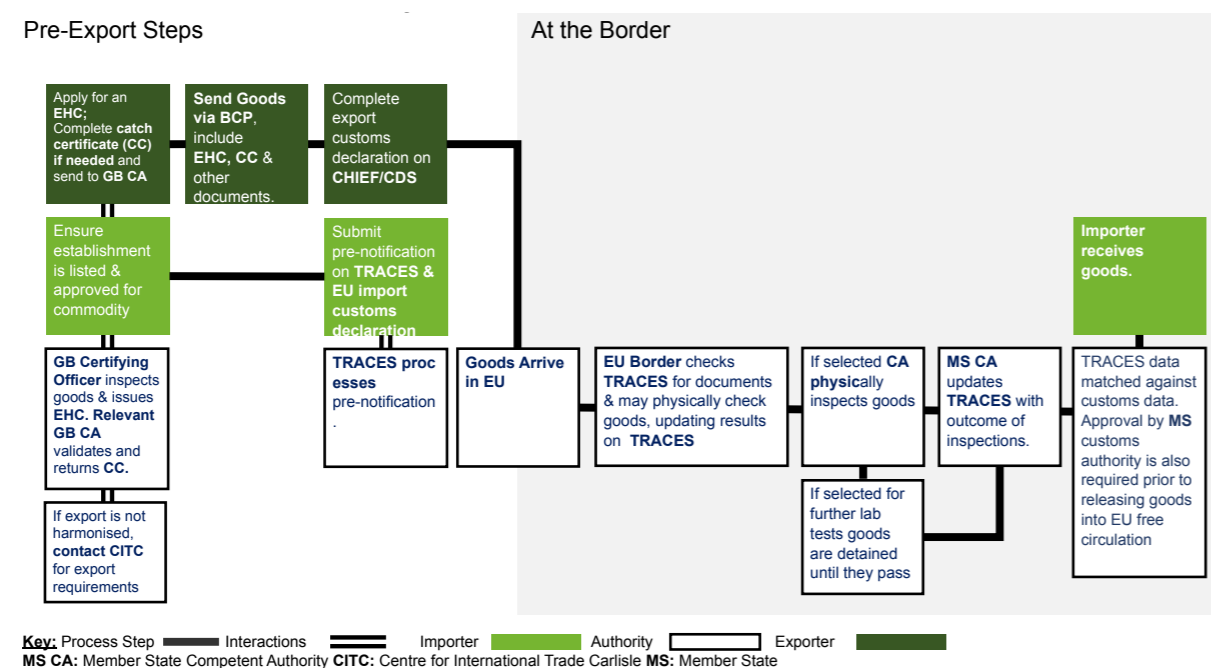 Pre-Export Steps
At the Border
Apply for an
EHC;
Complete catch
certificate (CC)
if needed and
send to GB CA
Send Goods
via BCP,
include
EHC, CC &
other
documents.
Complete
export
customs
declaration on
CHIEF/CDS
Ensure
establishment
is listed &
approved for
commodity
Submit
pre-notification
on TRACES &
EU import
customs
declaration
Importer
receives
goods.
GB Certifying
Officer inspects
goods & issues
EHC. Relevant
GB CA
validates and
returns CC.
TRACES proc
esses
pre-notification
.
Goods Arrive
in EU
EU Border checks
TRACES for documents
& may physically check
goods, updating results
on TRACES
If selected CA
physically
inspects goods
MS CA
updates
TRACES with
outcome of
inspections.
TRACES data
matched against
customs data.
Approval by MS
customs
authority is also
required prior to
releasing goods
into EU free
circulation
If export is not
harmonised,
contact CITC
for export
requirements
If selected for
further lab
tests goods
are detained
until they pass
Key: Process Step Interactions Importer Authority Exporter
MS CA: Member State Competent Authority CITC: Centre for International Trade Carlisle MS: Member State